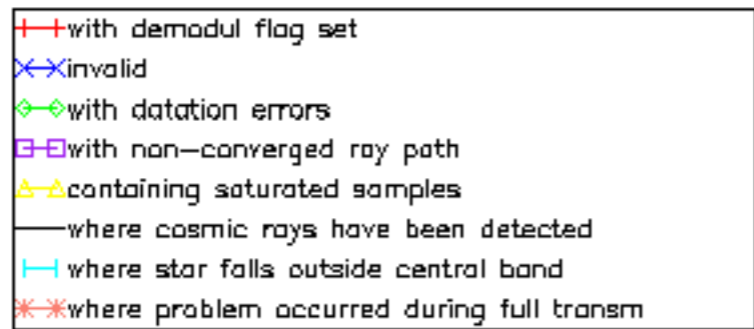 with demodul flag set
invalid
with datation errors
with non-converged ray path
containing saturated samples
where cosmic rays have been detected
where star falls outside central band
where problem occurred during full transm